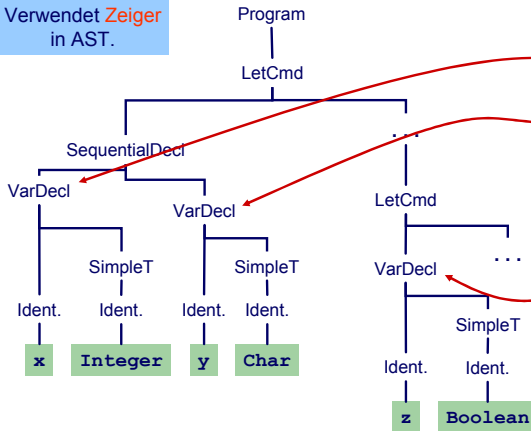 Verwendet Zeiger
in AST.
Program
LetCmd
SequentialDecl
. . .
VarDecl
VarDecl
LetCmd
SimpleT
SimpleT
VarDecl
. . .
Ident.
Ident.
Ident.
Ident.
SimpleT
x
Integer
y
Char
Ident.
Ident.
z
Boolean